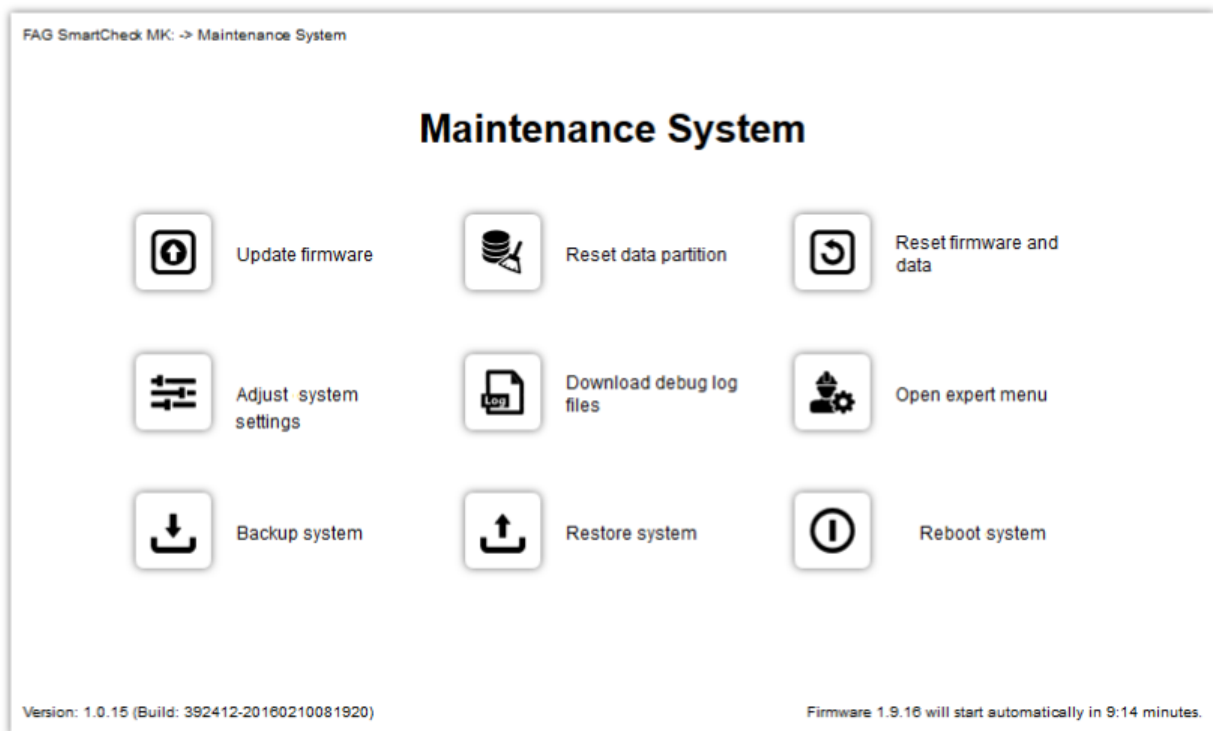 FAG SmartCheck MK: -> Maintenance System
Maintenance System
Update firmware
Reset data partition
Reset firmware and
data
Adjust system
settings
Download debug log
files
Log
Open expert menu
Backup system
Restore system
Reboot system
Version: 1.0.15 (Build: 392412-20160210081920)
Firmware 1.9.16 will start automatically in 9:14 minutes.